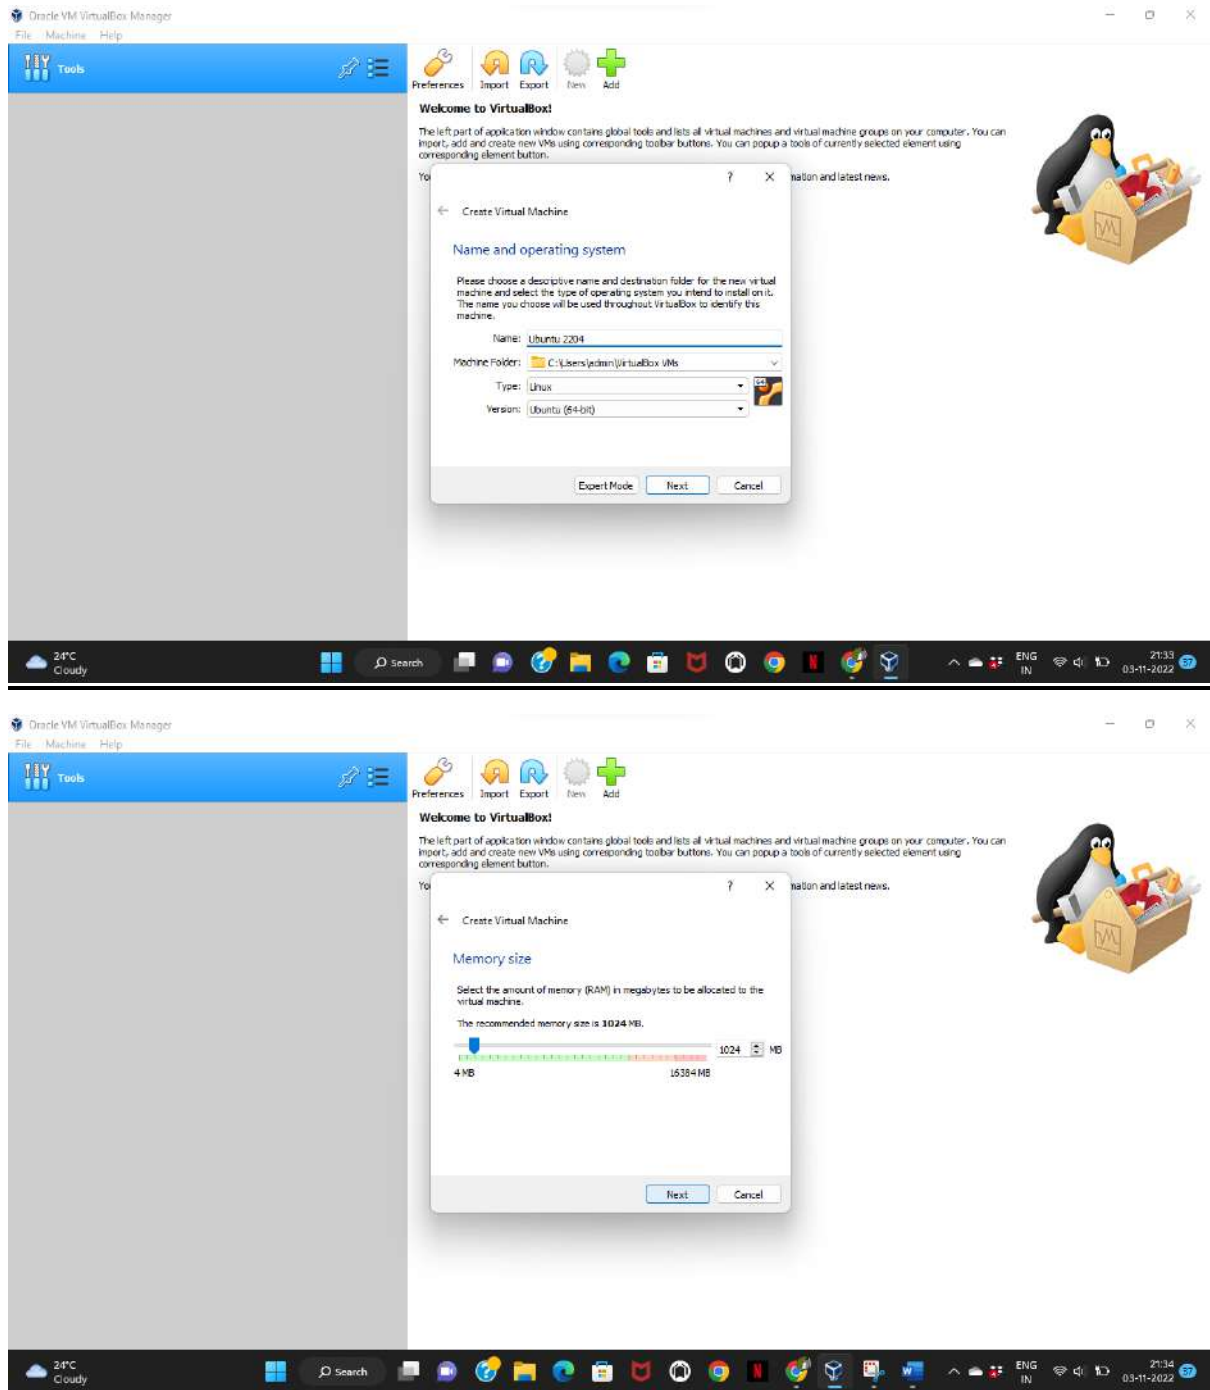 Oracle VM VirtualBox Manager
File Machine Help
Tools
Preferences Import Export New Add
Welcome to VirtualBox!
The left part of application window contains global tools and lists all virtual machines and virtual machine groups on your computer. You can
import, add and create new VMs using corresponding toolbar buttons. You can popup a tools of currently selected element using
corresponding element button.
Yo mation and latest news.
? X
Create Virtual Machine
Name and operating system
Please choose a descriptive name and destination folder for the new virtual
machine and select the type of operating system you intend to install on it.
The name you choose will be used throughout VirtualBox to identify this
machine.
Name: Ubuntu 2204
Machine Folder: C:\Users\admin\VirtualBox VMs
Type: Linux
64
Version: Ubuntu (64-bit)
Expert Mode Next Cancel
24°C
Cloudy
Search
ENG
IN
21:33
03-11-2022
37
Oracle VM VirtualBox Manager
File Machine Help
Tools
Preferences Import Export New Add
Welcome to VirtualBox!
The left part of application window contains global tools and lists all virtual machines and virtual machine groups on your computer. You can
import, add and create new VMs using corresponding toolbar buttons. You can popup a tools of currently selected element using
corresponding element button.
Yo mation and latest news.
? X
Create Virtual Machine
Memory size
Select the amount of memory (RAM) in megabytes to be allocated to the
virtual machine.
The recommended memory size is 1024 MB.
1024 MB
4 MB 16384 MB
Next Cancel
24°C
Cloudy
Search
ENG
IN
21:34
03-11-2022